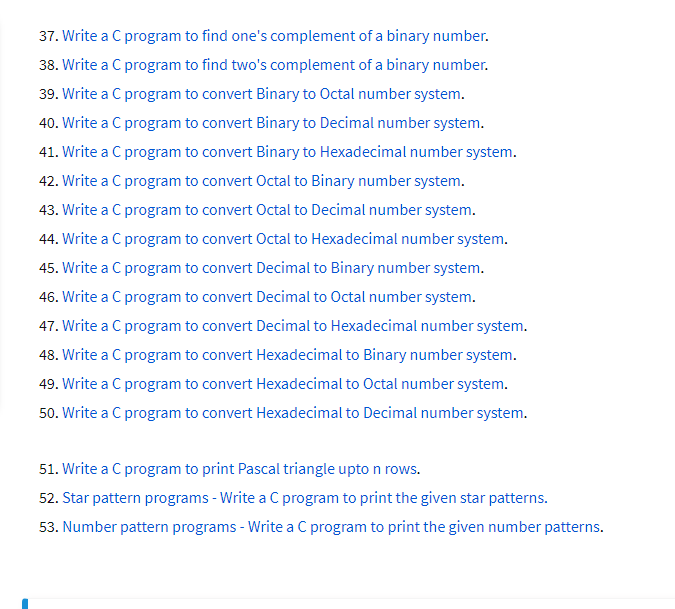 37. Write a C program to find one's complement of a binary number.
38. Write a C program to find two's complement of a binary number.
39. Write a C program to convert Binary to Octal number system.
40. Write a C program to convert Binary to Decimal number system.
41. Write a C program to convert Binary to Hexadecimal number system.
42. Write a C program to convert Octal to Binary number system.
43. Write a C program to convert Octal to Decimal number system.
44. Write a C program to convert Octal to Hexadecimal number system.
45. Write a C program to convert Decimal to Binary number system.
46. Write a C program to convert Decimal to Octal number system.
47. Write a C program to convert Decimal to Hexadecimal number system.
48. Write a C program to convert Hexadecimal to Binary number system.
49. Write a C program to convert Hexadecimal to Octal number system.
50. Write a C program to convert Hexadecimal to Decimal number system.
51. Write a C program to print Pascal triangle upto n rows.
52. Star pattern programs - Write a C program to print the given star patterns.
53. Number pattern programs - Write a C program to print the given number patterns.